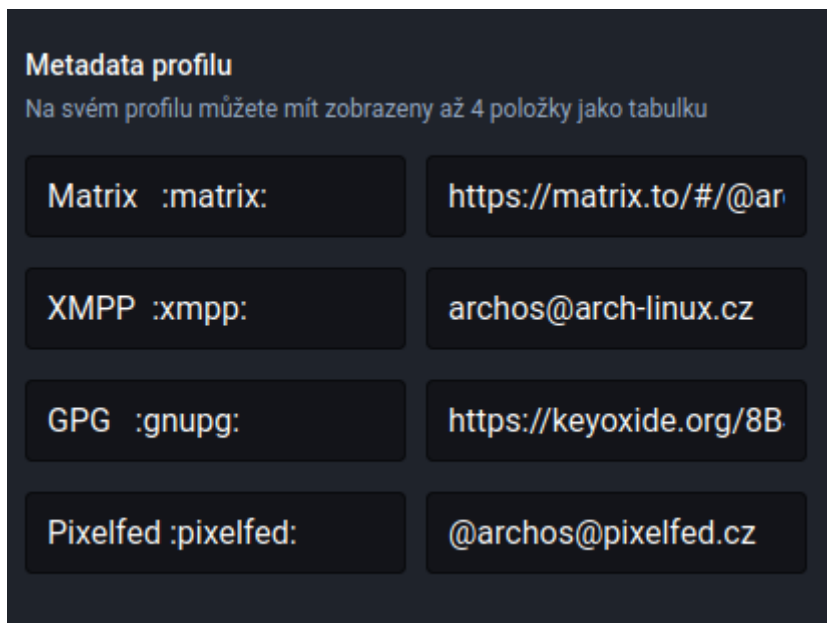 Metadata profilu
Na svém profilu můžete mít zobrazeny až 4 položky jako tabulku
Matrix :matrix: https://matrix.to/#/@ar
XMPP :xmpp: archos@arch-linux.cz
GPG :gnupg: https://keyoxide.org/8B
Pixelfed :pixelfed: @archos@pixelfed.cz